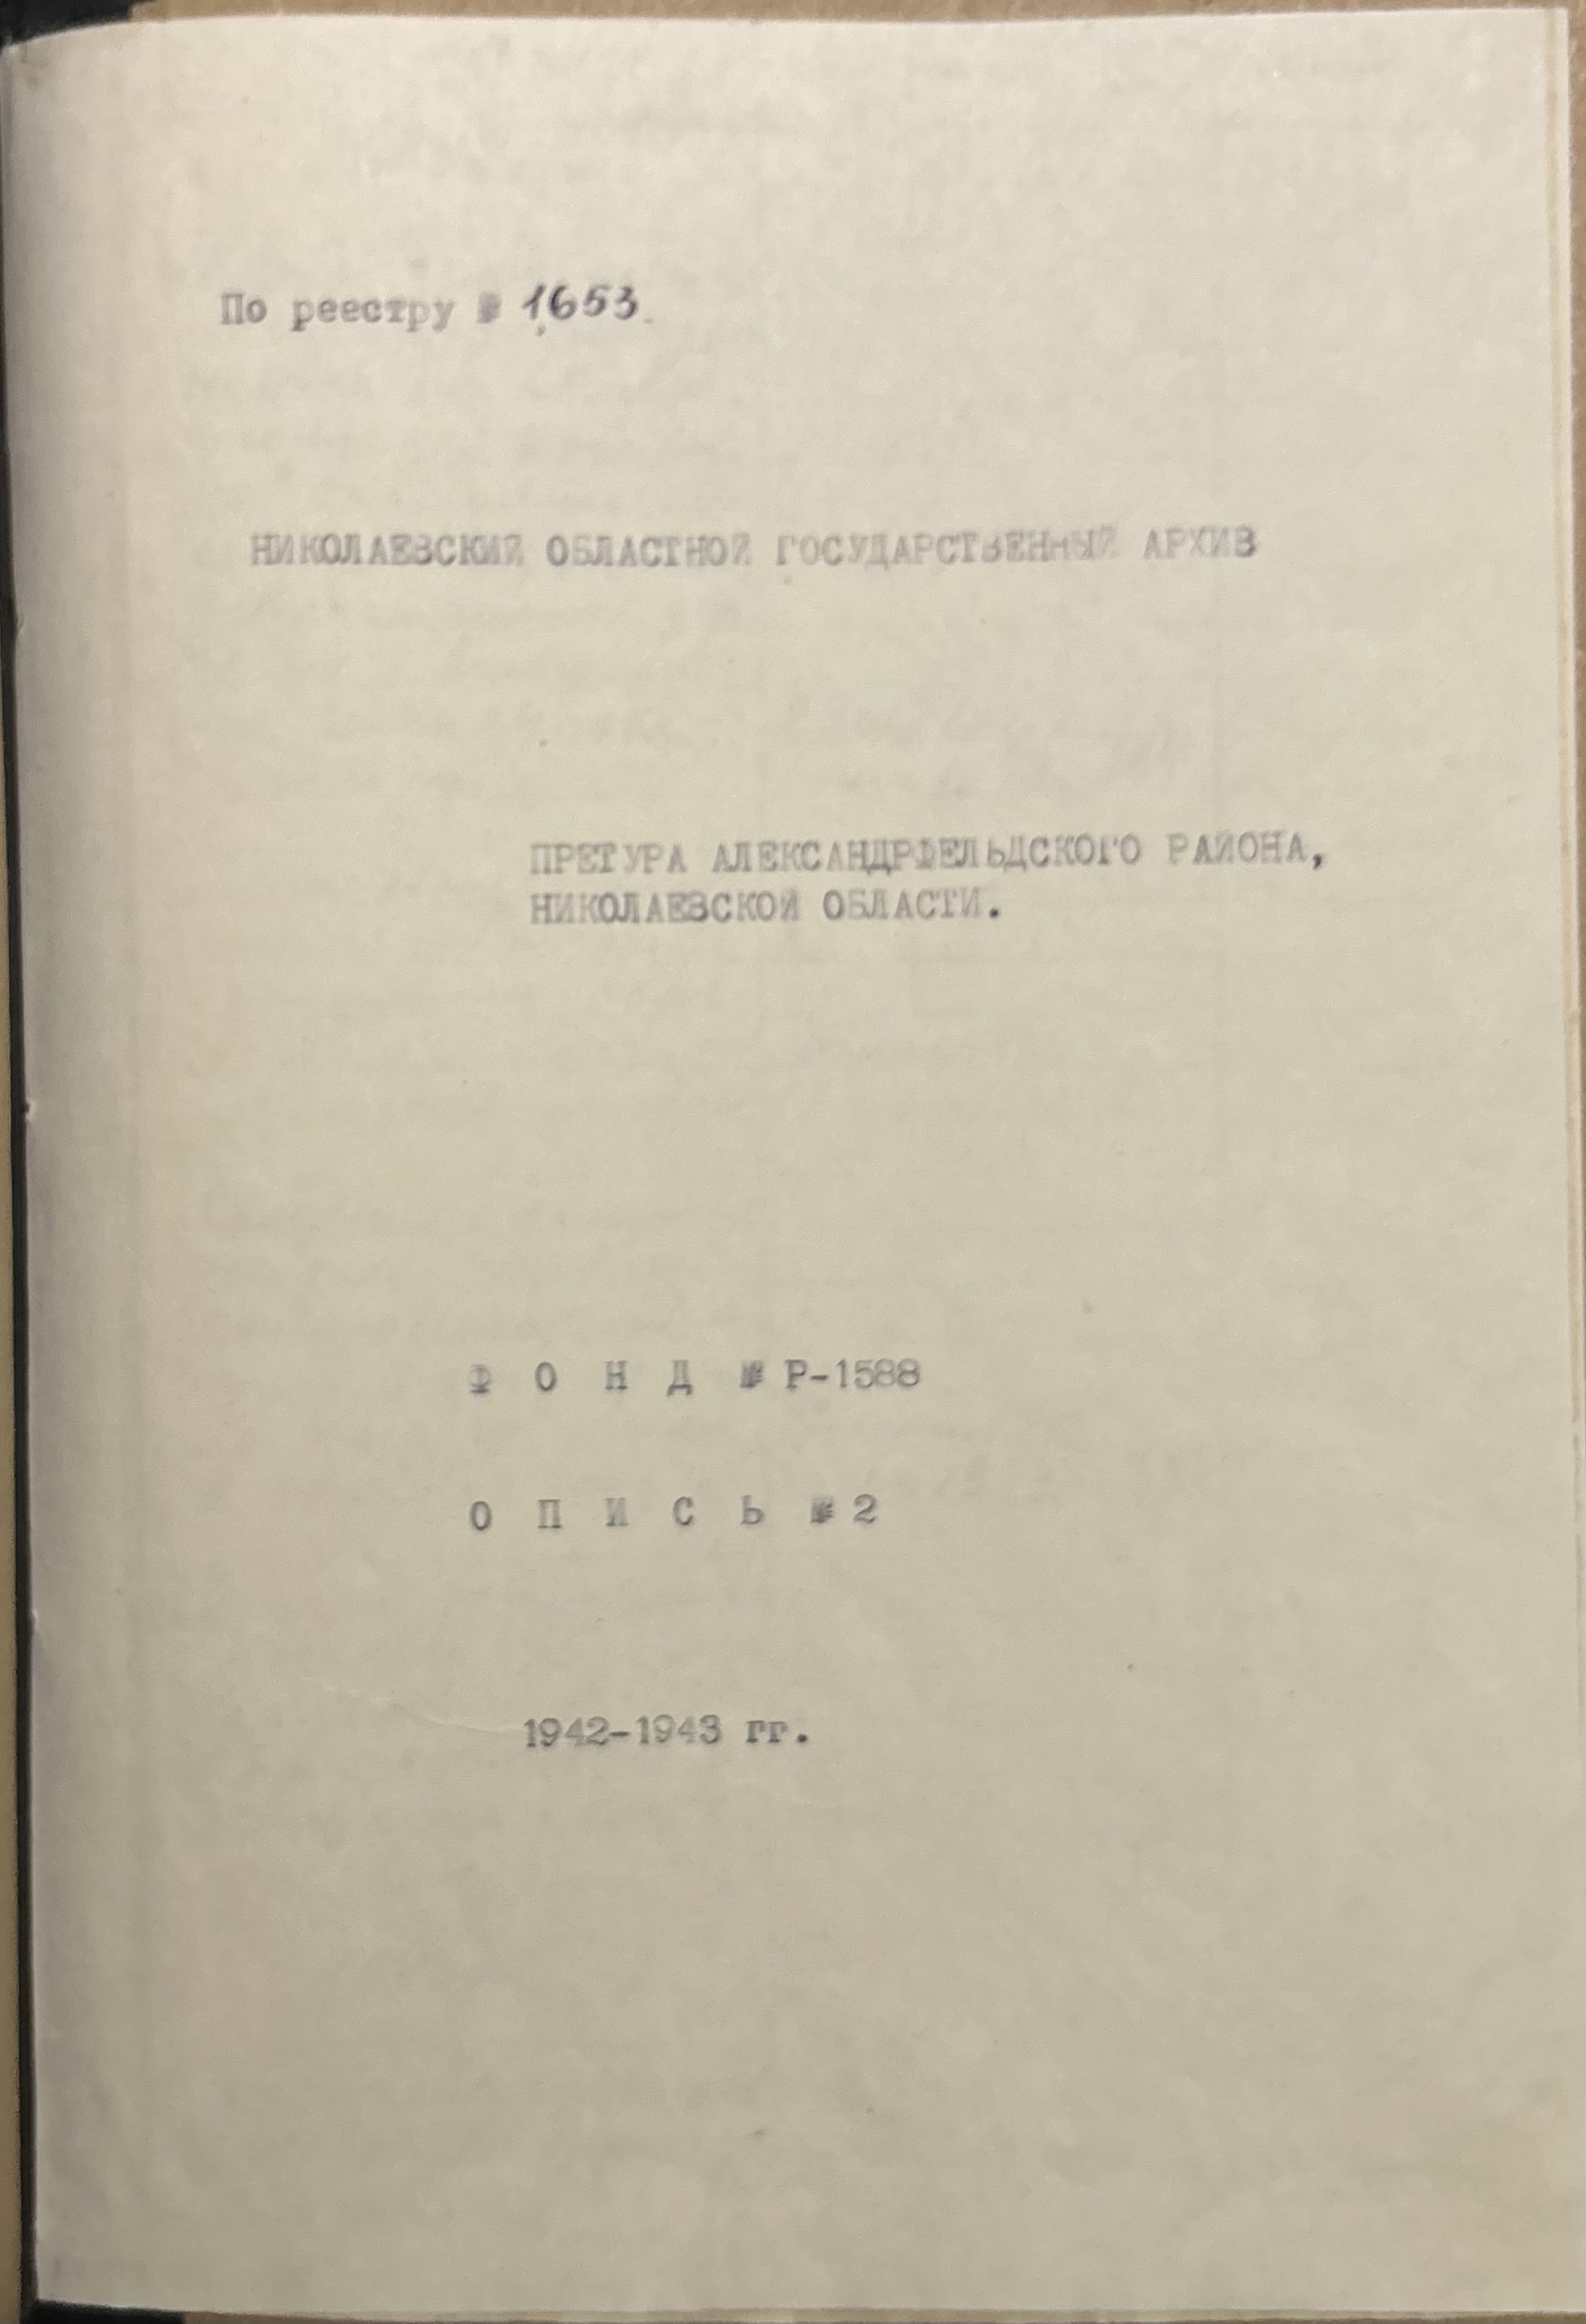 По реестру № 1653.
НИКОЛАЕВСКИЙ ОБЛАСТНОЙ ГОСУДАРСТВЕННЫЙ АРХИВ
ПРЕТУРА АЛЕКСАНДРФЕЛЬДСКОГО РАЙОНА,
НИКОЛАЕВСКОЙ ОБЛАСТИ.
Ф О Н Д № Р-1588
О П И С Ь № 2
1942-1943 гг.